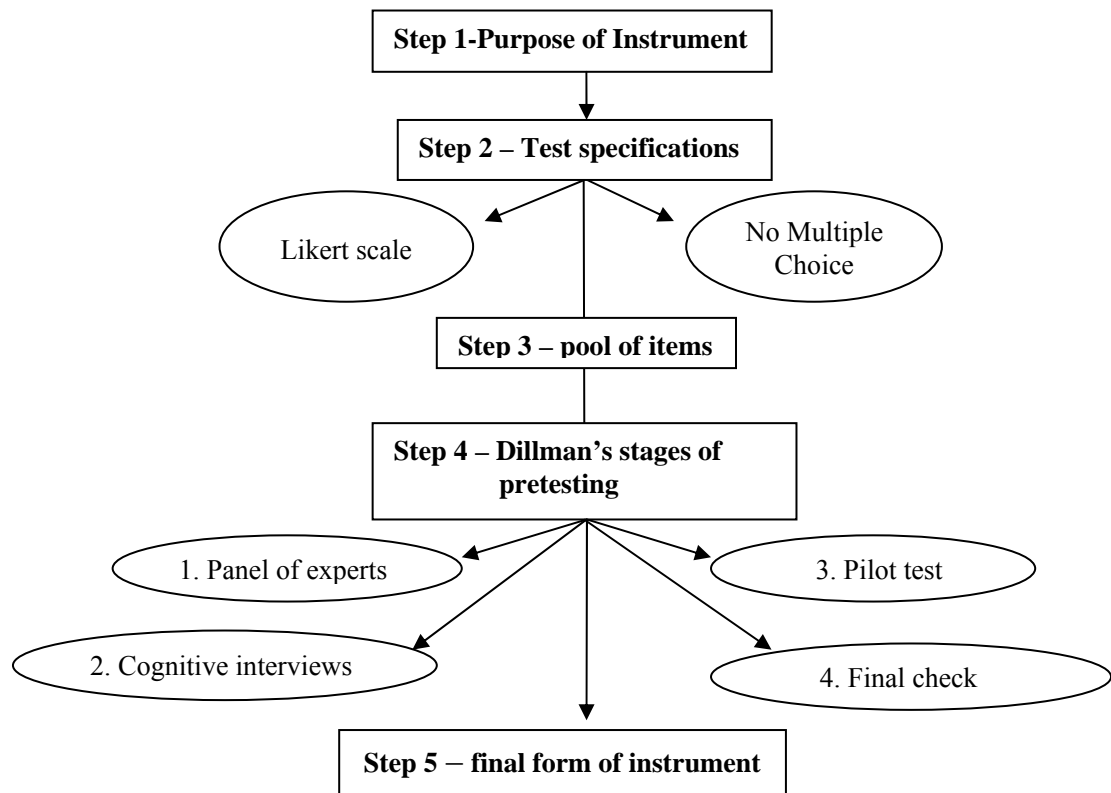 Step 1-Purpose of Instrument
Step 2 – Test specifications
Likert scale
No Multiple
Choice
Step 3 – pool of items
Step 4 – Dillman’s stages of
pretesting
1. Panel of experts
3. Pilot test
2. Cognitive interviews
4. Final check
Step 5 – final form of instrument